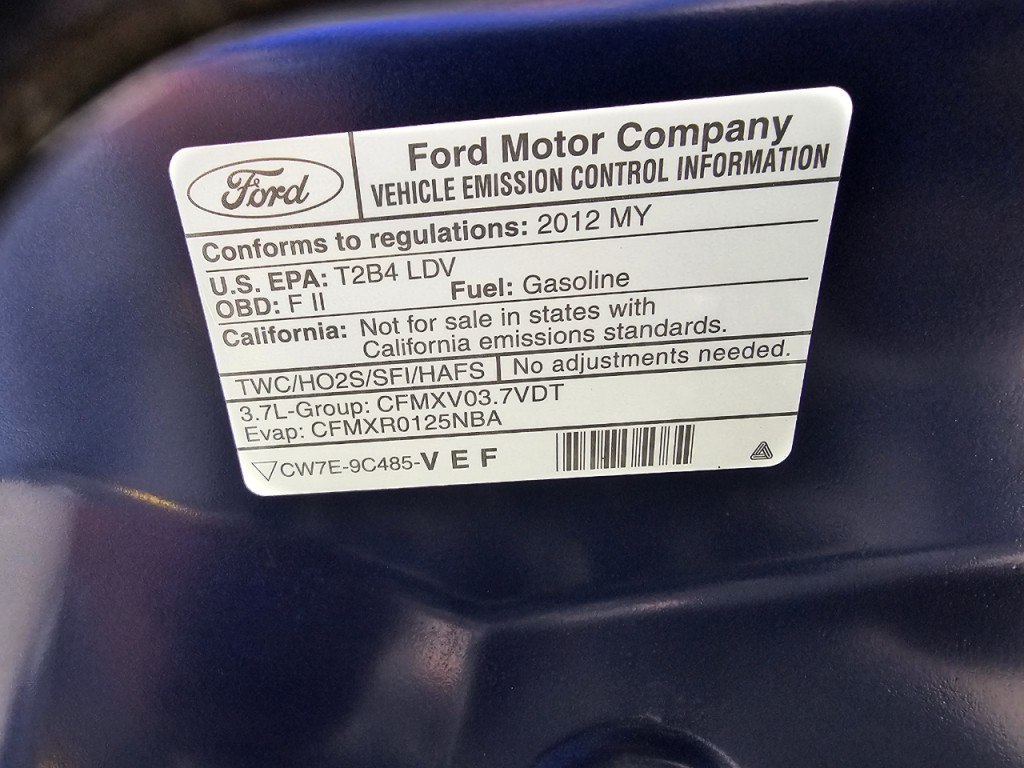 Ford
Ford Motor Company
VEHICLE EMISSION CONTROL INFORMATION
Conforms to regulations: 2012 MY
U.S. EPA: T2B4 LDV
OBD: F II Fuel: Gasoline
California: Not for sale in states with
California emissions standards.
TWC/HO2S/SFI/HAFS No adjustments needed.
3.7L-Group: CFMXV03.7VDT
Evap: CFMXR0125NBA
CW7E-9C485-V E F